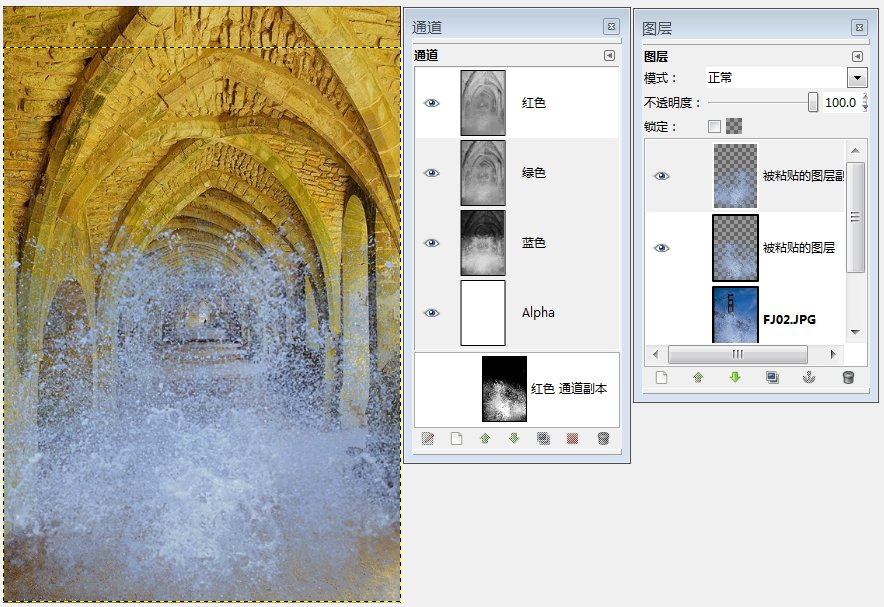 通道
通道
红色
绿色
蓝色
Alpha
红色 通道副本
图层
图层
模式：
正常
不透明度：
100.0
锁定：
被粘贴的图层副
被粘贴的图层
FJ02.JPG